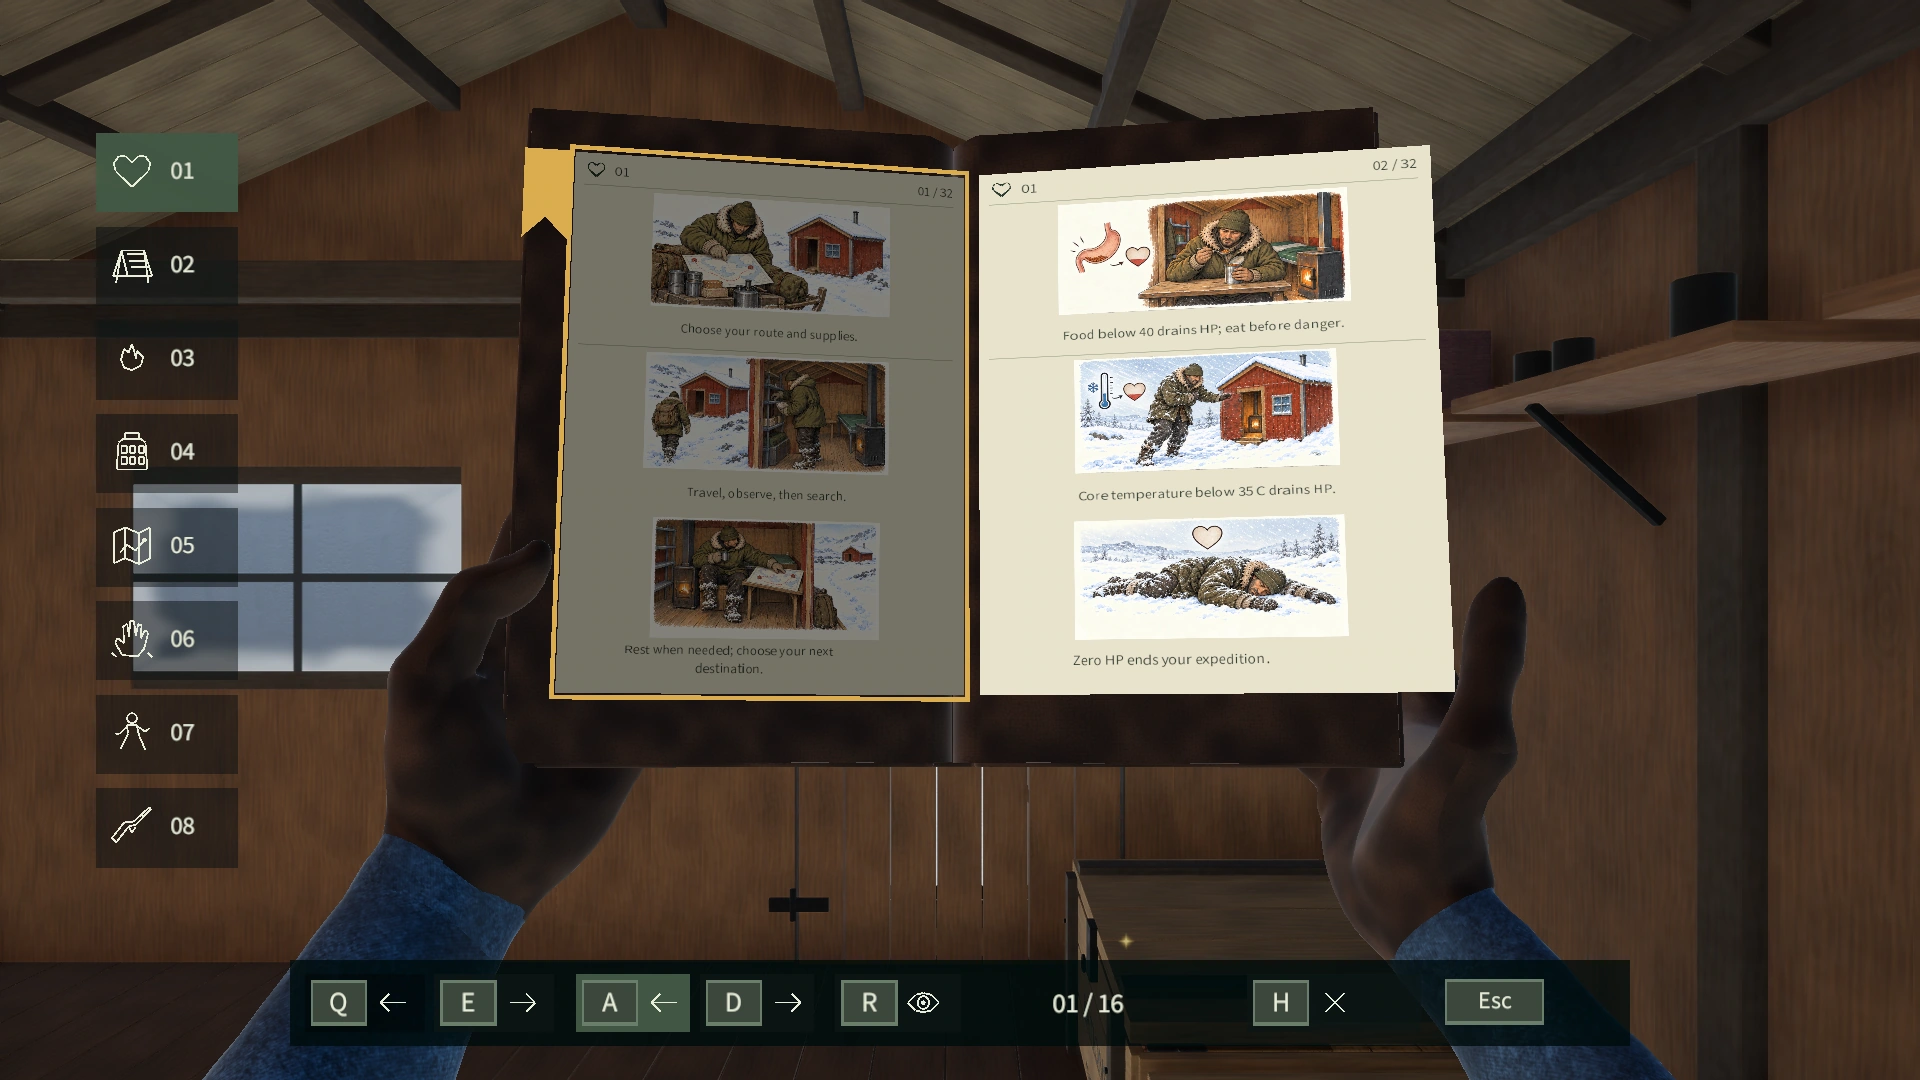 01
02
03
04
05
06
07
08
01
01 / 32
Choose your route and supplies.
Travel, observe, then search.
Rest when needed; choose your next
destination.
01
02 / 32
Food below 40 drains HP; eat before danger.
Core temperature below 35 C drains HP.
Zero HP ends your expedition.
Q
E
A
D
R
01 / 16
H
Esc